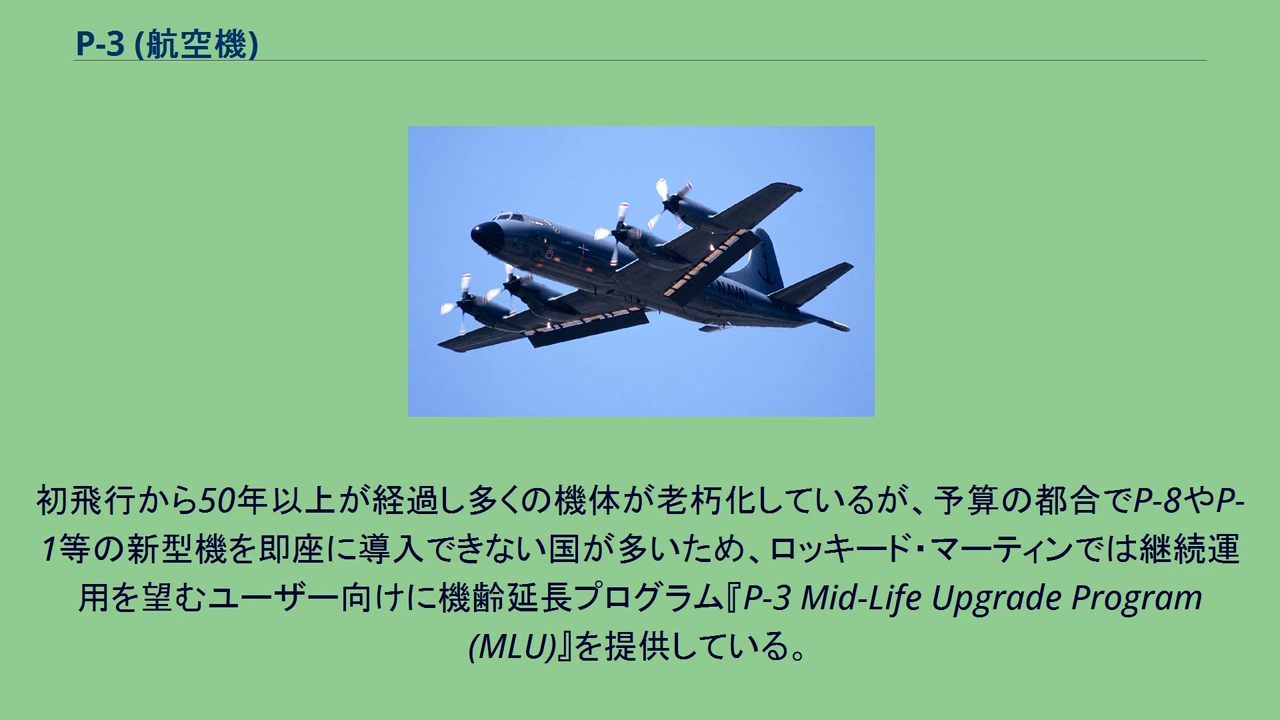 P-3 (航空機)
NAVAL
初飛行から50年以上が経過し多くの機体が老朽化しているが、予算の都合でP-8やP-
1等の新型機を即座に導入できない国が多いため、ロッキード・マーティンでは継続運
用を望むユーザー向けに機齢延長プログラム『P-3 Mid-Life Upgrade Program
(MLU)』を提供している。